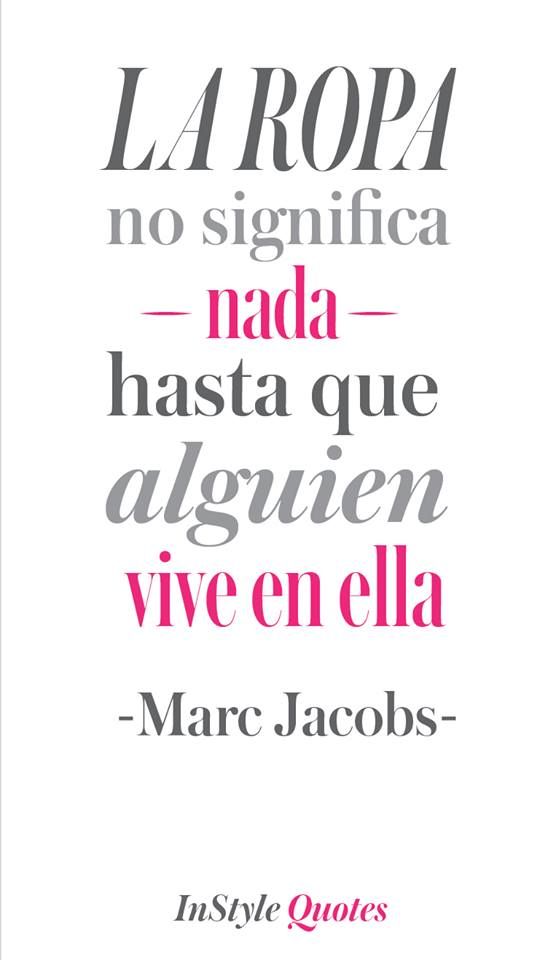 LA ROPA
no significa
– nada –
hasta que
alguien
vive en ella
-Marc Jacobs-
InStyle Quotes